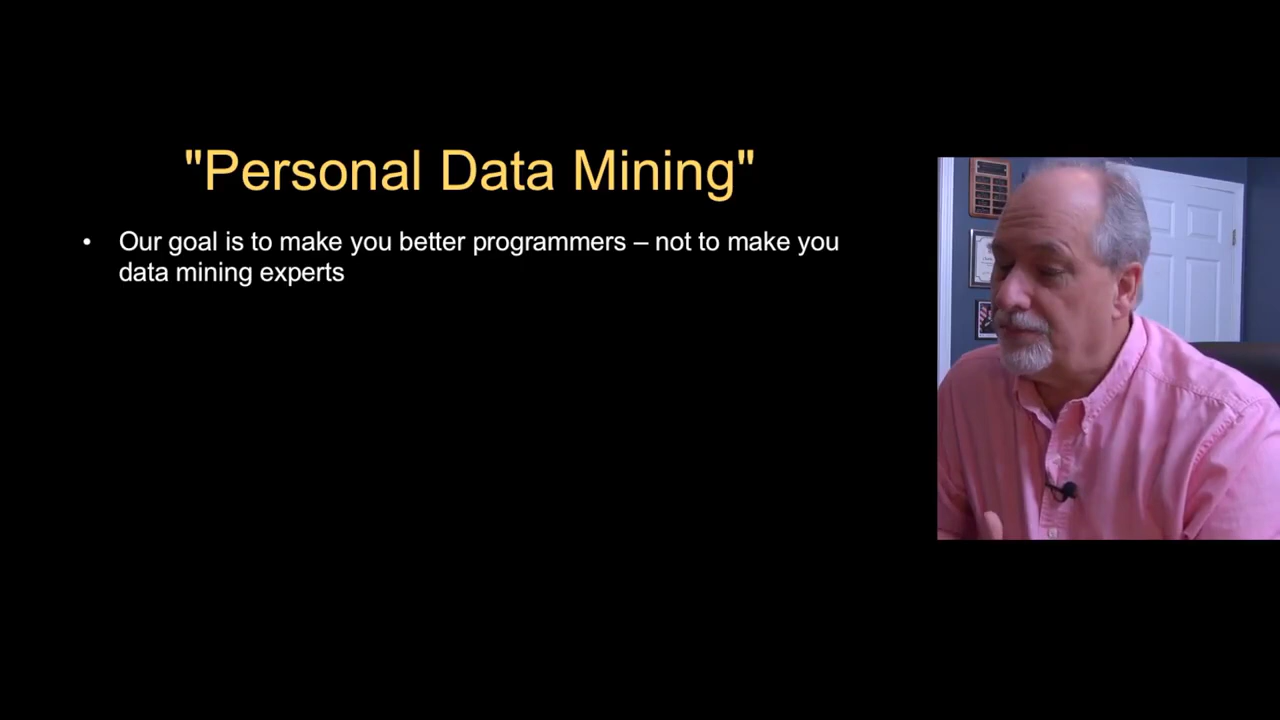 "Personal Data Mining"
• Our goal is to make you better programmers – not to make you
data mining experts